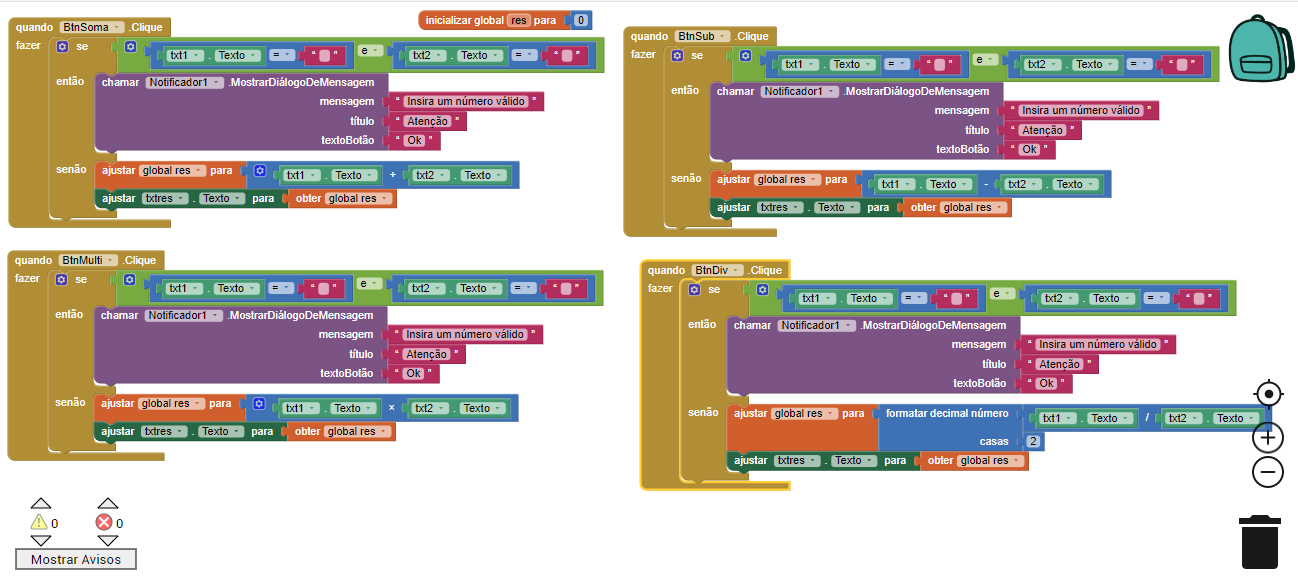 inicializar global res para 0
quando BtnSoma .Clique
fazer se txt1 . Texto = “ ” e txt2 . Texto = “ ”
então chamar Notificador1 .MostrarDiálogoDeMensagem
mensagem “ Insira um número válido ”
título “ Atenção ”
textoBotão “ Ok ”
senão ajustar global res para txt1 . Texto + txt2 . Texto
ajustar txtres . Texto para obter global res
quando BtnSub .Clique
fazer se txt1 . Texto = “ ” e txt2 . Texto = “ ”
então chamar Notificador1 .MostrarDiálogoDeMensagem
mensagem “ Insira um número válido ”
título “ Atenção ”
textoBotão “ Ok ”
senão ajustar global res para txt1 . Texto - txt2 . Texto
ajustar txtres . Texto para obter global res
quando BtnMulti .Clique
fazer se txt1 . Texto = “ ” e txt2 . Texto = “ ”
então chamar Notificador1 .MostrarDiálogoDeMensagem
mensagem “ Insira um número válido ”
título “ Atenção ”
textoBotão “ Ok ”
senão ajustar global res para txt1 . Texto × txt2 . Texto
ajustar txtres . Texto para obter global res
quando BtnDiv .Clique
fazer se txt1 . Texto = “ ” e txt2 . Texto = “ ”
então chamar Notificador1 .MostrarDiálogoDeMensagem
mensagem “ Insira um número válido ”
título “ Atenção ”
textoBotão “ Ok ”
senão ajustar global res para formatar decimal número txt1 . Texto / txt2 . Texto
casas 2
ajustar txtres . Texto para obter global res
0 0
Mostrar Avisos